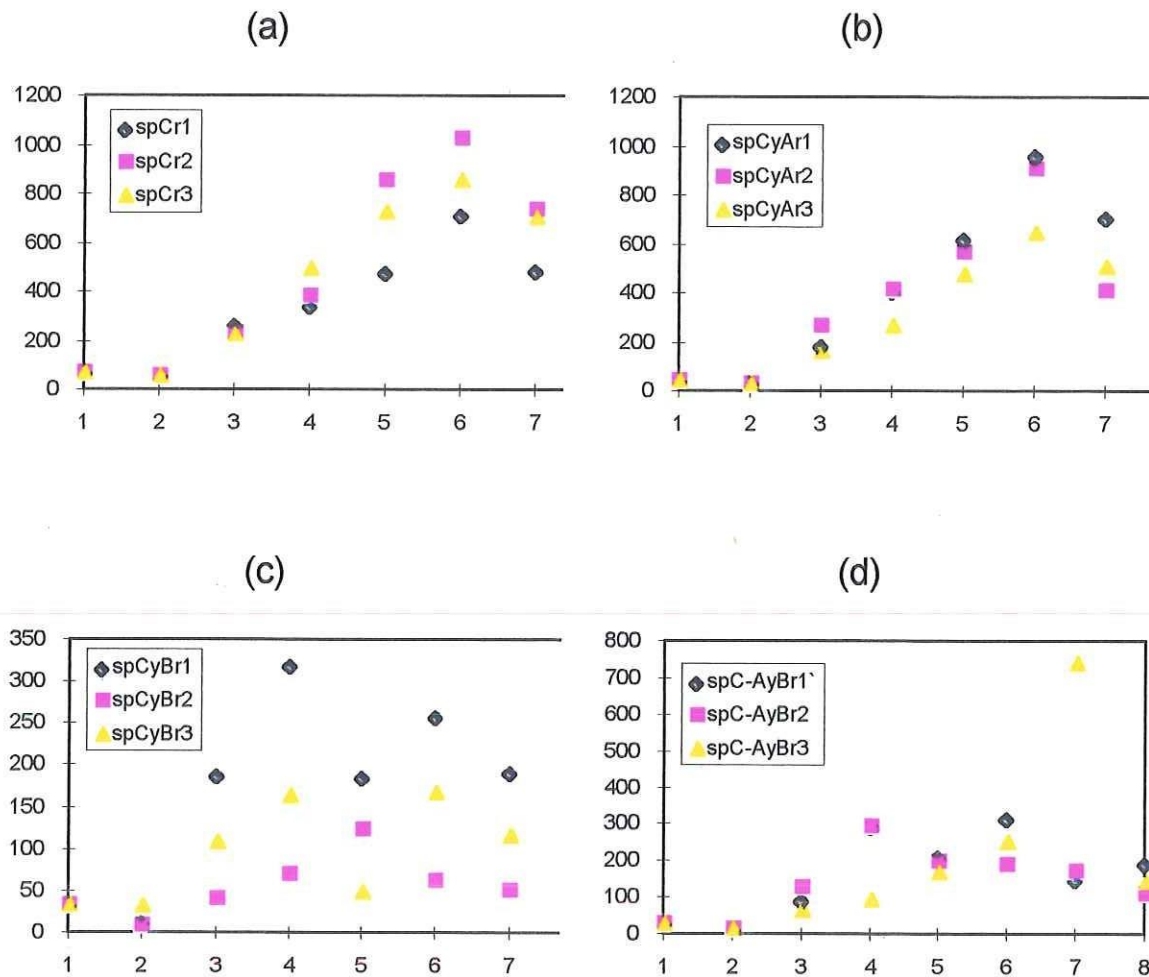 (a)
1200
1000
800
600
400
200
0
spCr1
spCr2
spCr3
1 2 3 4 5 6 7
(b)
1200
1000
800
600
400
200
0
spCyAr1
spCyAr2
spCyAr3
1 2 3 4 5 6 7
(c)
350
300
250
200
150
100
50
0
spCyBr1
spCyBr2
spCyBr3
1 2 3 4 5 6 7
(d)
800
700
600
500
400
300
200
100
0
spC-AyBr1`
spC-AyBr2
spC-AyBr3
1 2 3 4 5 6 7 8